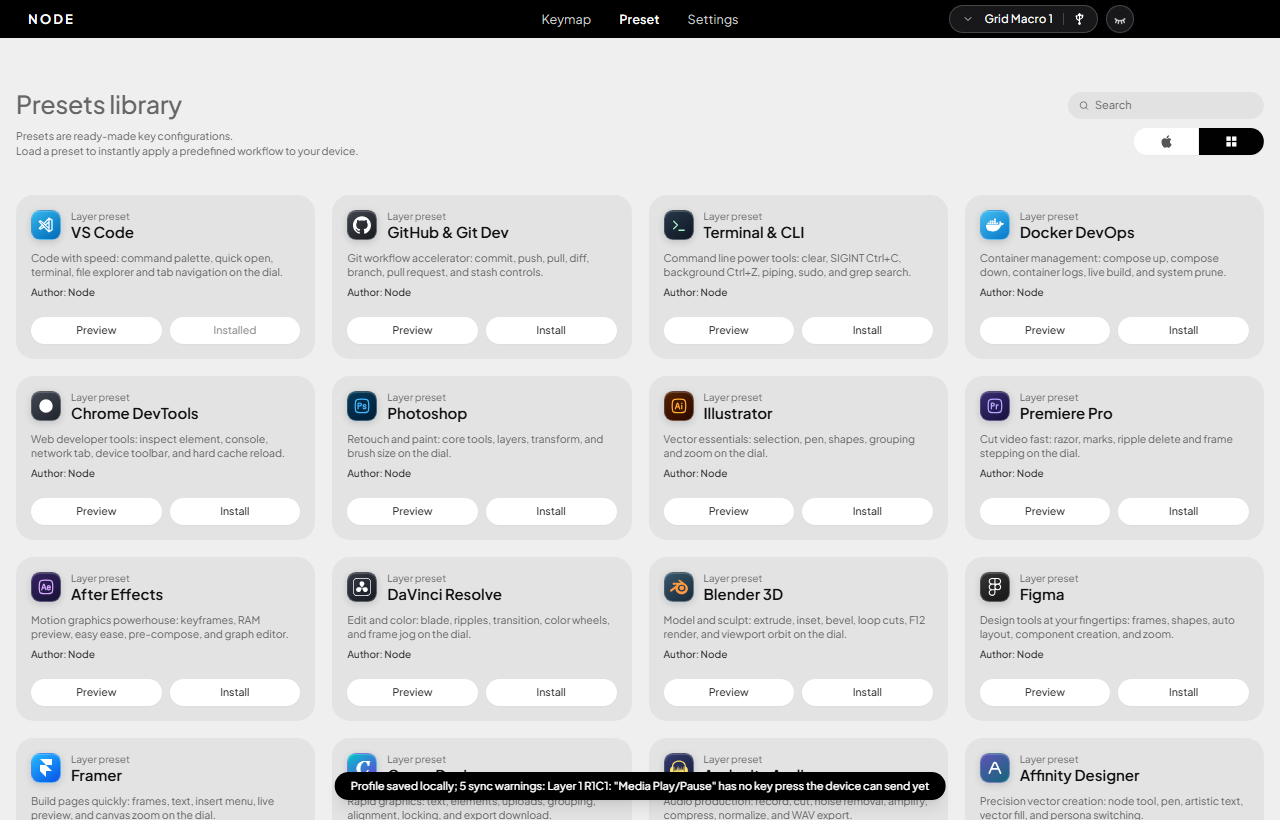 NODE
Keymap
Preset
Settings
Grid Macro 1
Presets library
Search
Presets are ready-made key configurations.
Load a preset to instantly apply a predefined workflow to your device.
Layer preset
VS Code
Code with speed: command palette, quick open,
terminal, file explorer and tab navigation on the dial.
Author: Node
Preview
Installed
Layer preset
GitHub & Git Dev
Git workflow accelerator: commit, push, pull, diff,
branch, pull request, and stash controls.
Author: Node
Preview
Install
Layer preset
Terminal & CLI
Command line power tools: clear, SIGINT Ctrl+C,
background Ctrl+Z, piping, sudo, and grep search.
Author: Node
Preview
Install
Layer preset
Docker DevOps
Container management: compose up, compose
down, container logs, live build, and system prune.
Author: Node
Preview
Install
Layer preset
Chrome DevTools
Web developer tools: inspect element, console,
network tab, device toolbar, and hard cache reload.
Author: Node
Preview
Install
Ps
Layer preset
Photoshop
Retouch and paint: core tools, layers, transform, and
brush size on the dial.
Author: Node
Preview
Install
Ai
Layer preset
Illustrator
Vector essentials: selection, pen, shapes, grouping
and zoom on the dial.
Author: Node
Preview
Install
Pr
Layer preset
Premiere Pro
Cut video fast: razor, marks, ripple delete and frame
stepping on the dial.
Author: Node
Preview
Install
Ae
Layer preset
After Effects
Motion graphics powerhouse: keyframes, RAM
preview, easy ease, pre-compose, and graph editor.
Author: Node
Preview
Install
Layer preset
DaVinci Resolve
Edit and color: blade, ripples, transition, color wheels,
and frame jog on the dial.
Author: Node
Preview
Install
Layer preset
Blender 3D
Model and sculpt: extrude, inset, bevel, loop cuts, F12
render, and viewport orbit on the dial.
Author: Node
Preview
Install
Layer preset
Figma
Design tools at your fingertips: frames, shapes, auto
layout, component creation, and zoom.
Author: Node
Preview
Install
Layer preset
Framer
Build pages quickly: frames, text, insert menu, live
preview, and canvas zoom on the dial.
Layer preset
Rapid graphics: text, elements, uploads, grouping,
alignment, locking, and export download.
Layer preset
Audio production: record, cut, noise removal, amplify,
compress, normalize, and WAV export.
Layer preset
Affinity Designer
Precision vector creation: node tool, pen, artistic text,
vector fill, and persona switching.
Profile saved locally; 5 sync warnings: Layer 1 R1C1: "Media Play/Pause" has no key press the device can send yet